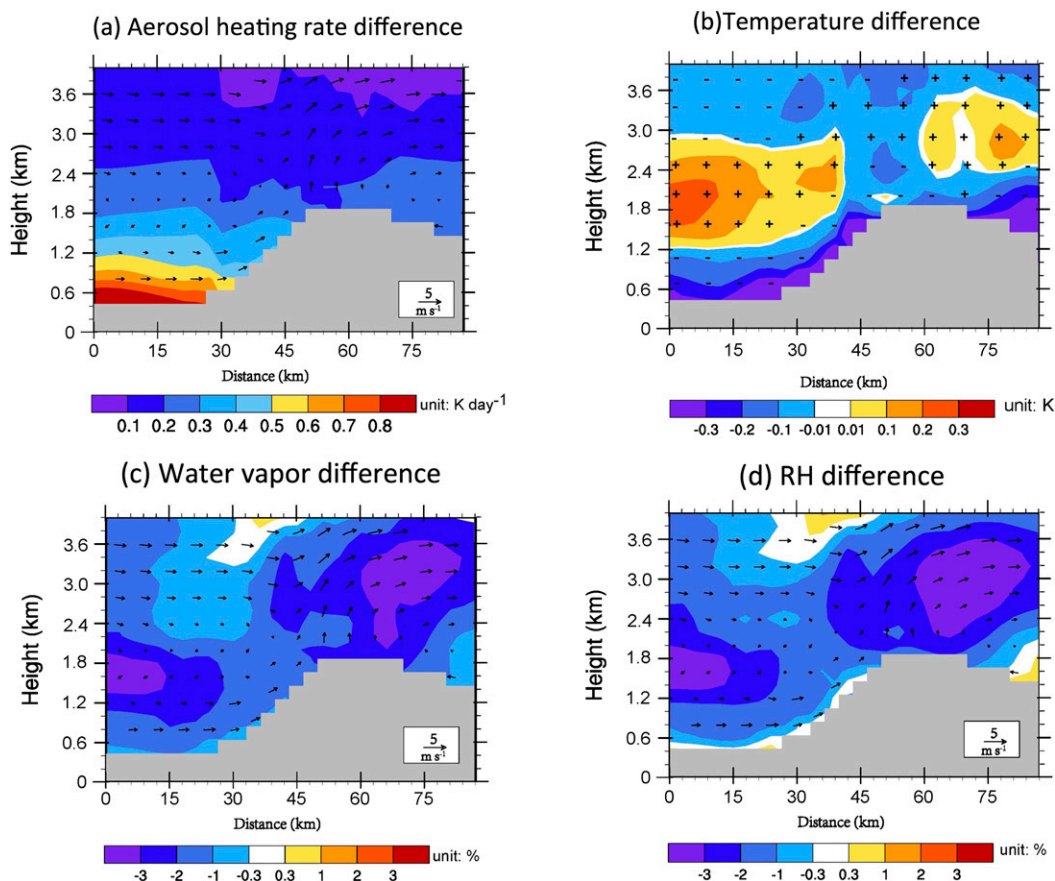 (a) Aerosol heating rate difference
(b)Temperature difference
Height (km)
3.6
3.0
2.4
1.8
1.2
0.6
0
5
m s⁻¹
0 15 30 45 60 75
Distance (km)
0.1 0.2 0.3 0.4 0.5 0.6 0.7 0.8
unit: K day⁻¹
Height (km)
3.6
3.0
2.4
1.8
1.2
0.6
0
0 15 30 45 60 75
Distance (km)
-0.3 -0.2 -0.1 -0.01 0.01 0.1 0.2 0.3
unit: K
(c) Water vapor difference
(d) RH difference
Height (km)
3.6
3.0
2.4
1.8
1.2
0.6
0
5
m s⁻¹
0 15 30 45 60 75
Distance (km)
-3 -2 -1 -0.3 0.3 1 2 3
unit: %
Height (km)
3.6
3.0
2.4
1.8
1.2
0.6
0
5
m s⁻¹
0 15 30 45 60 75
Distance (km)
-3 -2 -1 -0.3 0.3 1 2 3
unit: %